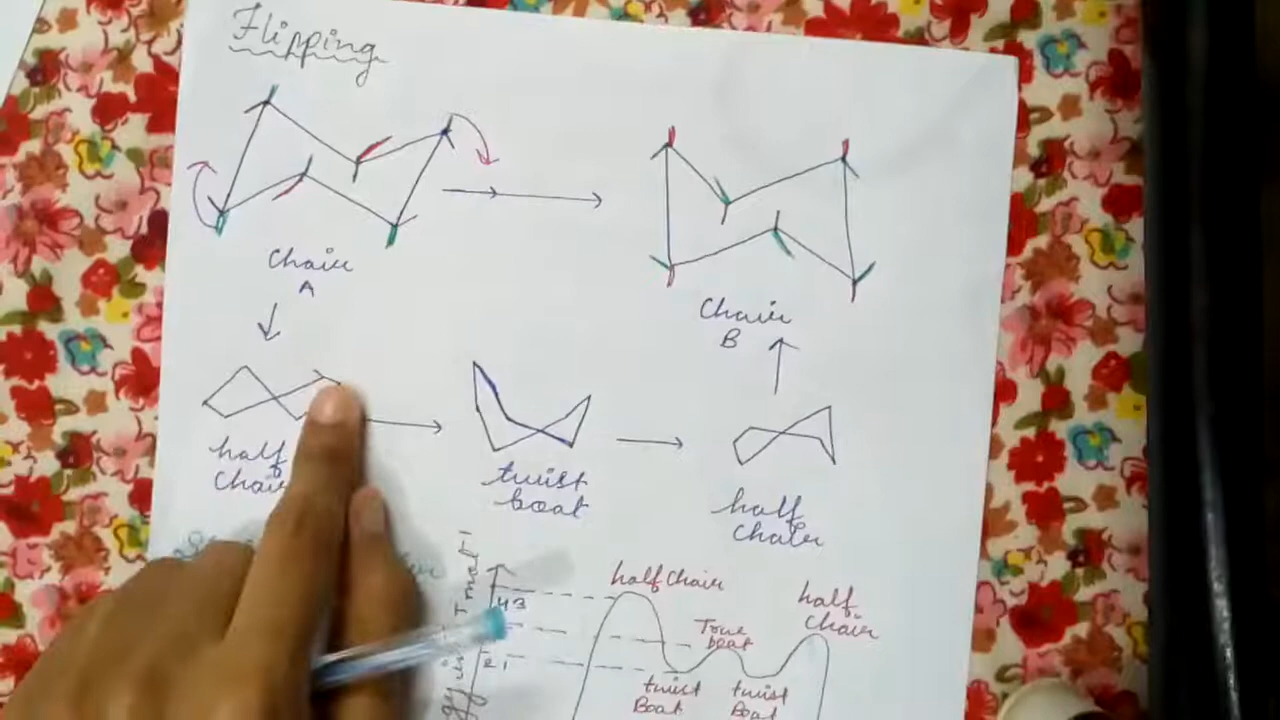 Flipping
Chair
A
Chair
B
half
Chair
twist
boat
half
Chair
half Chair
half
Chair
True
boat
43
21
twist
Boat
twist
Boat